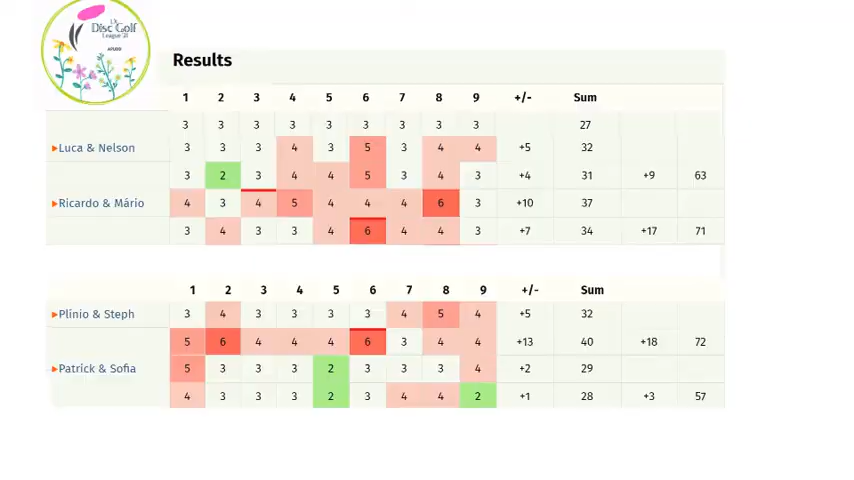 LX
Disc Golf
League 31
APUDD
Results
1 2 3 4 5 6 7 8 9 +/- Sum
3 3 3 3 3 3 3 3 3 27
Luca & Nelson 3 3 3 4 3 5 3 4 4 +5 32
3 2 3 4 4 5 3 4 3 +4 31 +9 63
Ricardo & Mário 4 3 4 5 4 4 4 6 3 +10 37
3 4 3 3 4 6 4 4 3 +7 34 +17 71
1 2 3 4 5 6 7 8 9 +/- Sum
Plínio & Steph 3 4 3 3 3 3 4 5 4 +5 32
5 6 4 4 4 6 3 4 4 +13 40 +18 72
Patrick & Sofia 5 3 3 3 2 3 3 3 4 +2 29
4 3 3 3 2 3 4 4 2 +1 28 +3 57